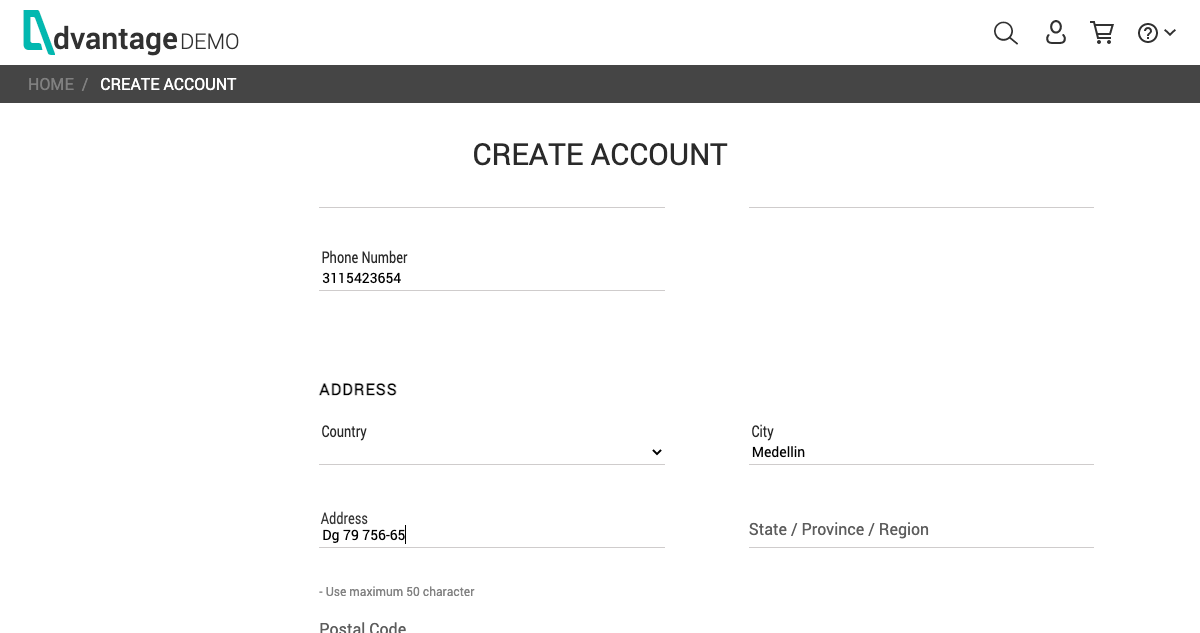 dvantage DEMO
HOME / CREATE ACCOUNT
CREATE ACCOUNT
Phone Number
3115423654
ADDRESS
Country
City
Medellin
Address
Dg 79 756-65
State / Province / Region
- Use maximum 50 character
Postal Code